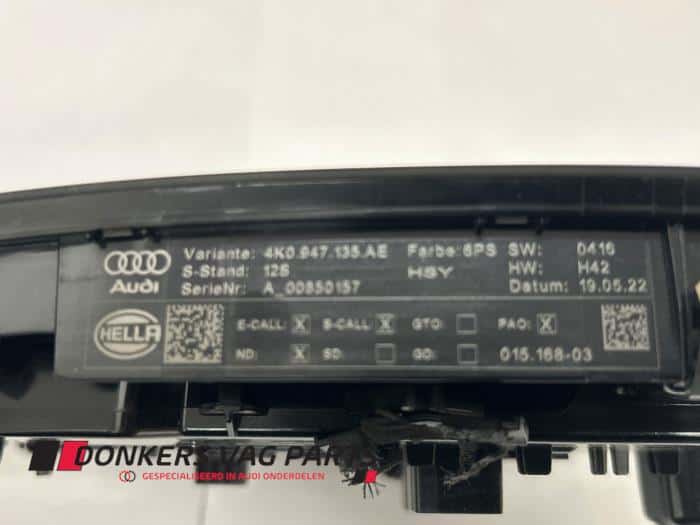 Variante: 4K0.947.135.AE Farbe: 6PS SW: 0416
Audi S-Stand: 12S HSY HW: H42
SerieNr: A_00850157 Datum: 19.05.22
HELLA E-CALL: X B-CALL: X GTO: PAO: X
ND: X SD: GO: 015.168-03
DONKERS VAG PARTS
GESPECIALISEERD IN AUDI ONDERDELEN